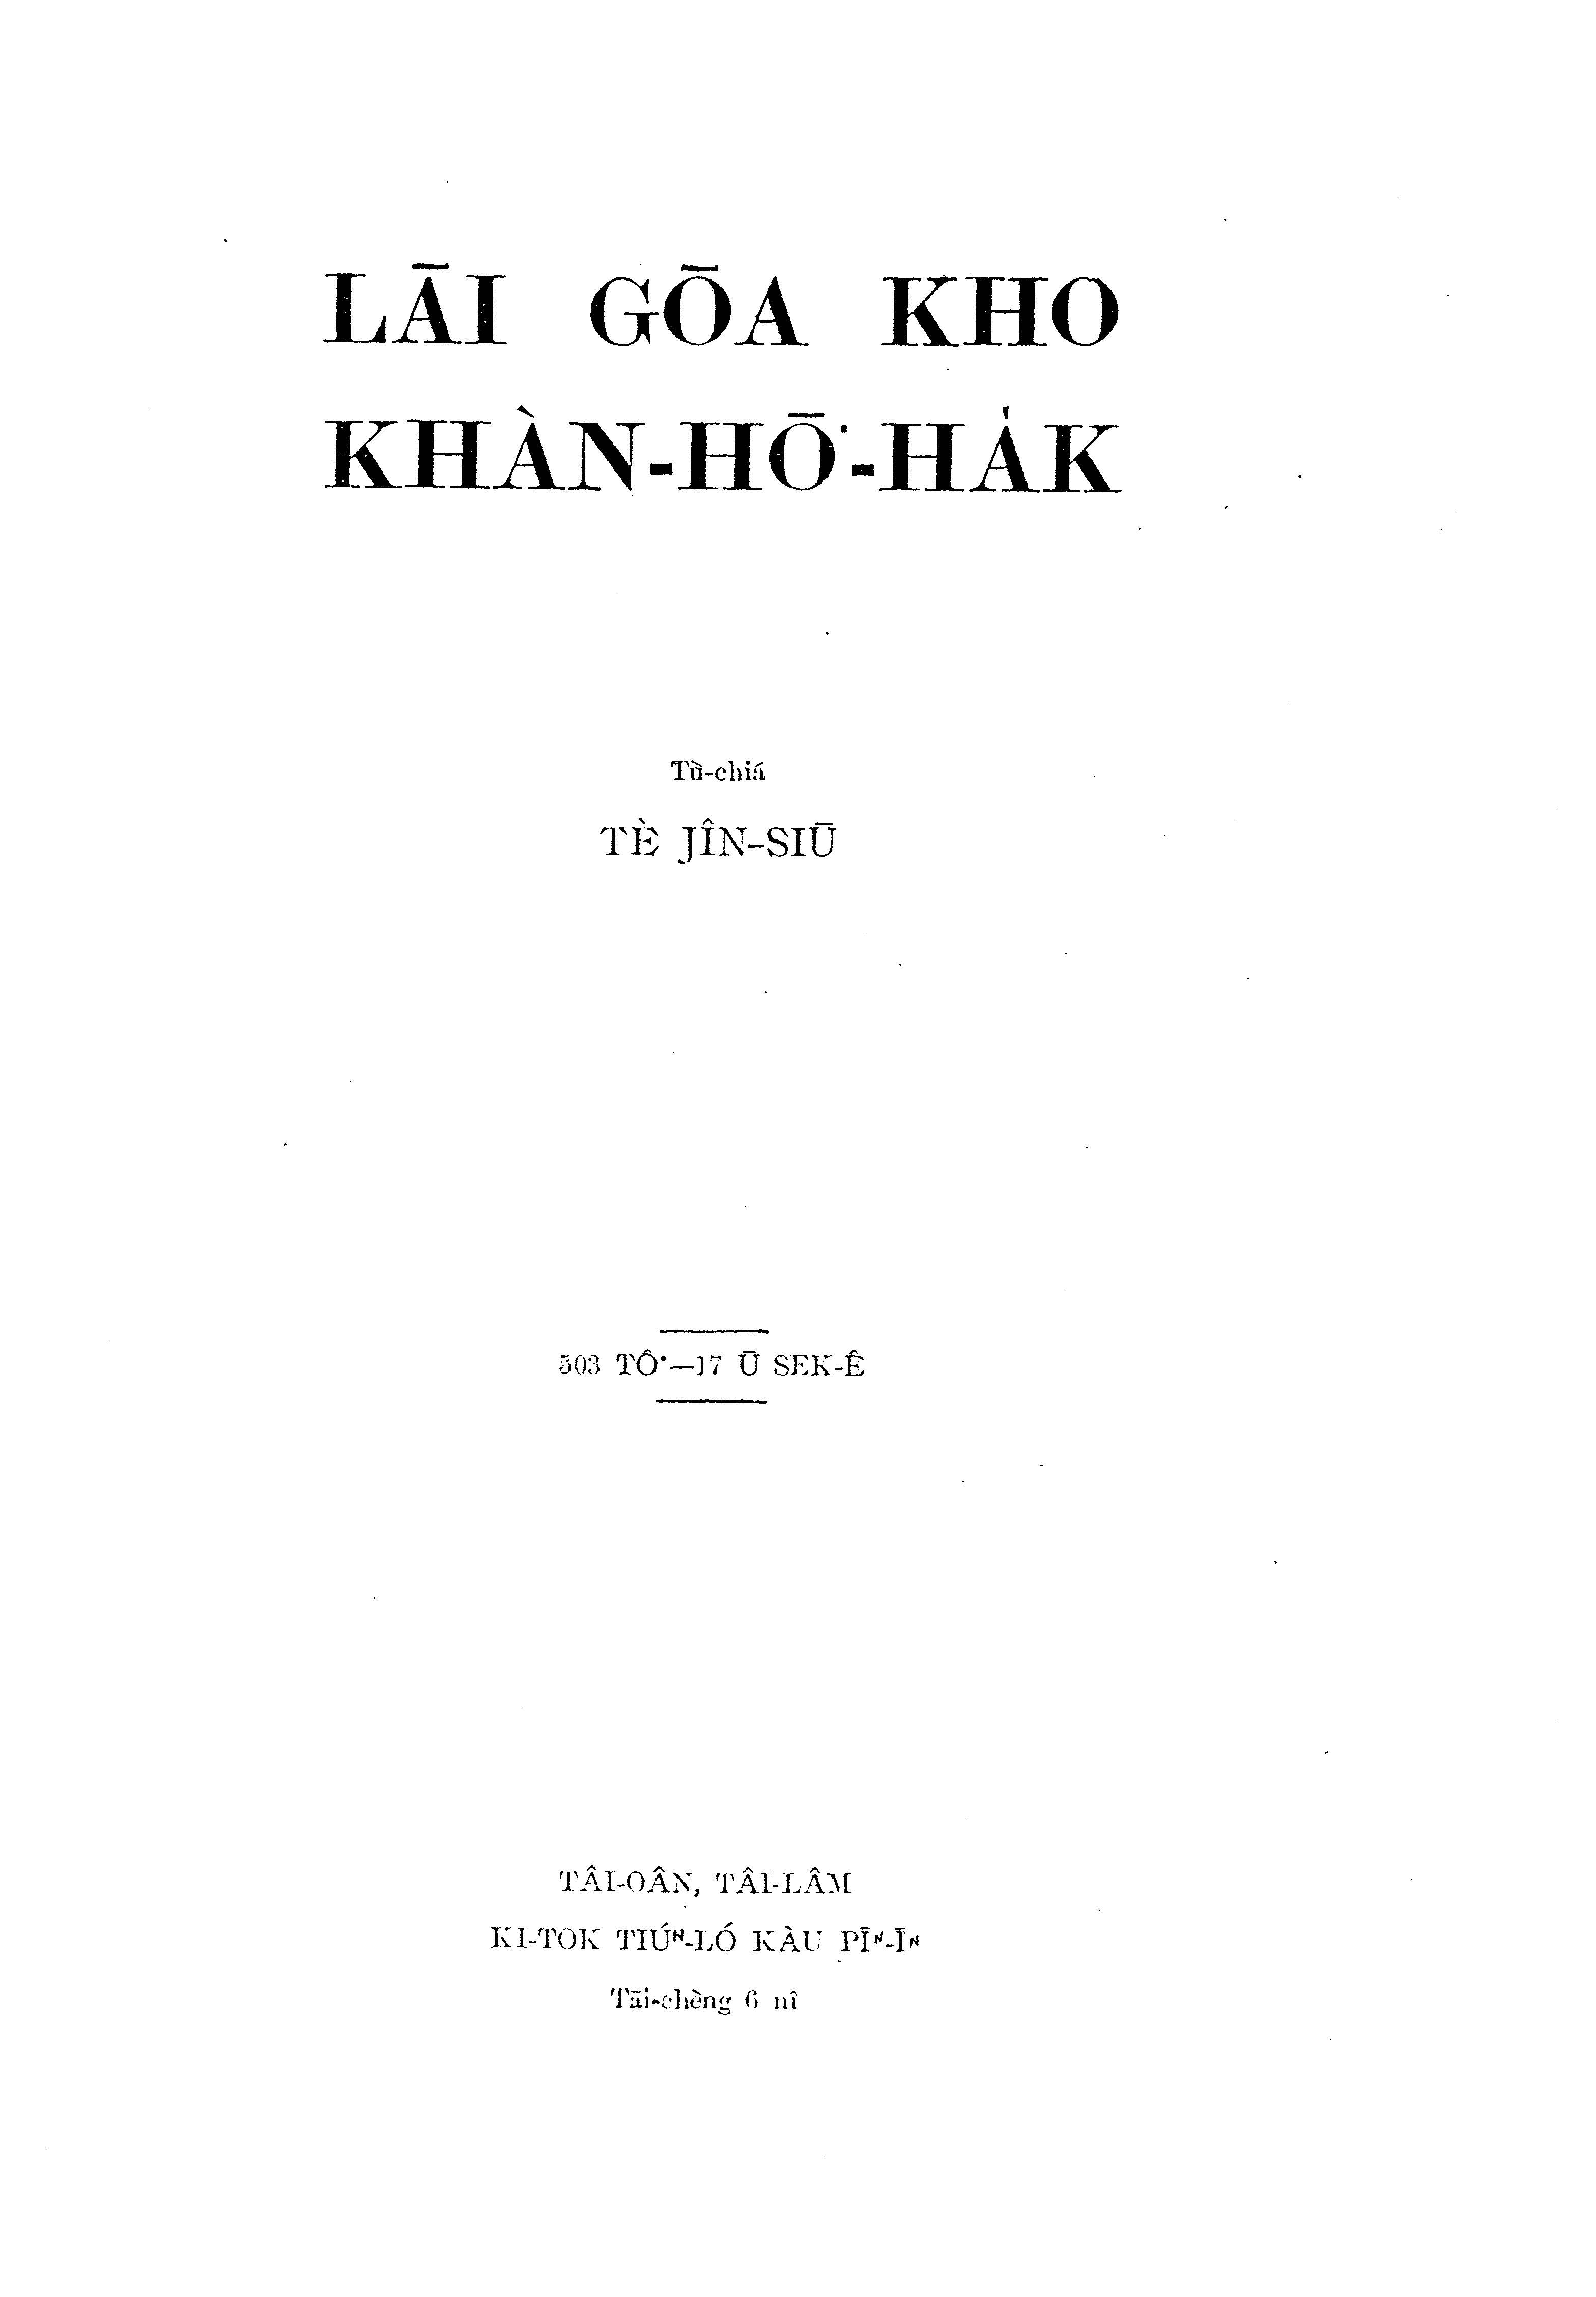 LĀI GŌA KHO
KHÀN-HŌ͘-HA̍K
Tù-chiá
TÈ JÎN-SIŪ
503 TÔ͘—17 Ū SEK-Ê
TÂI-OÂN, TÂI-LÂM
KI-TOK TIÚᴺ-LÓ KÀU PĪᴺ-Īᴺ
Tāi-chèng 6 nî